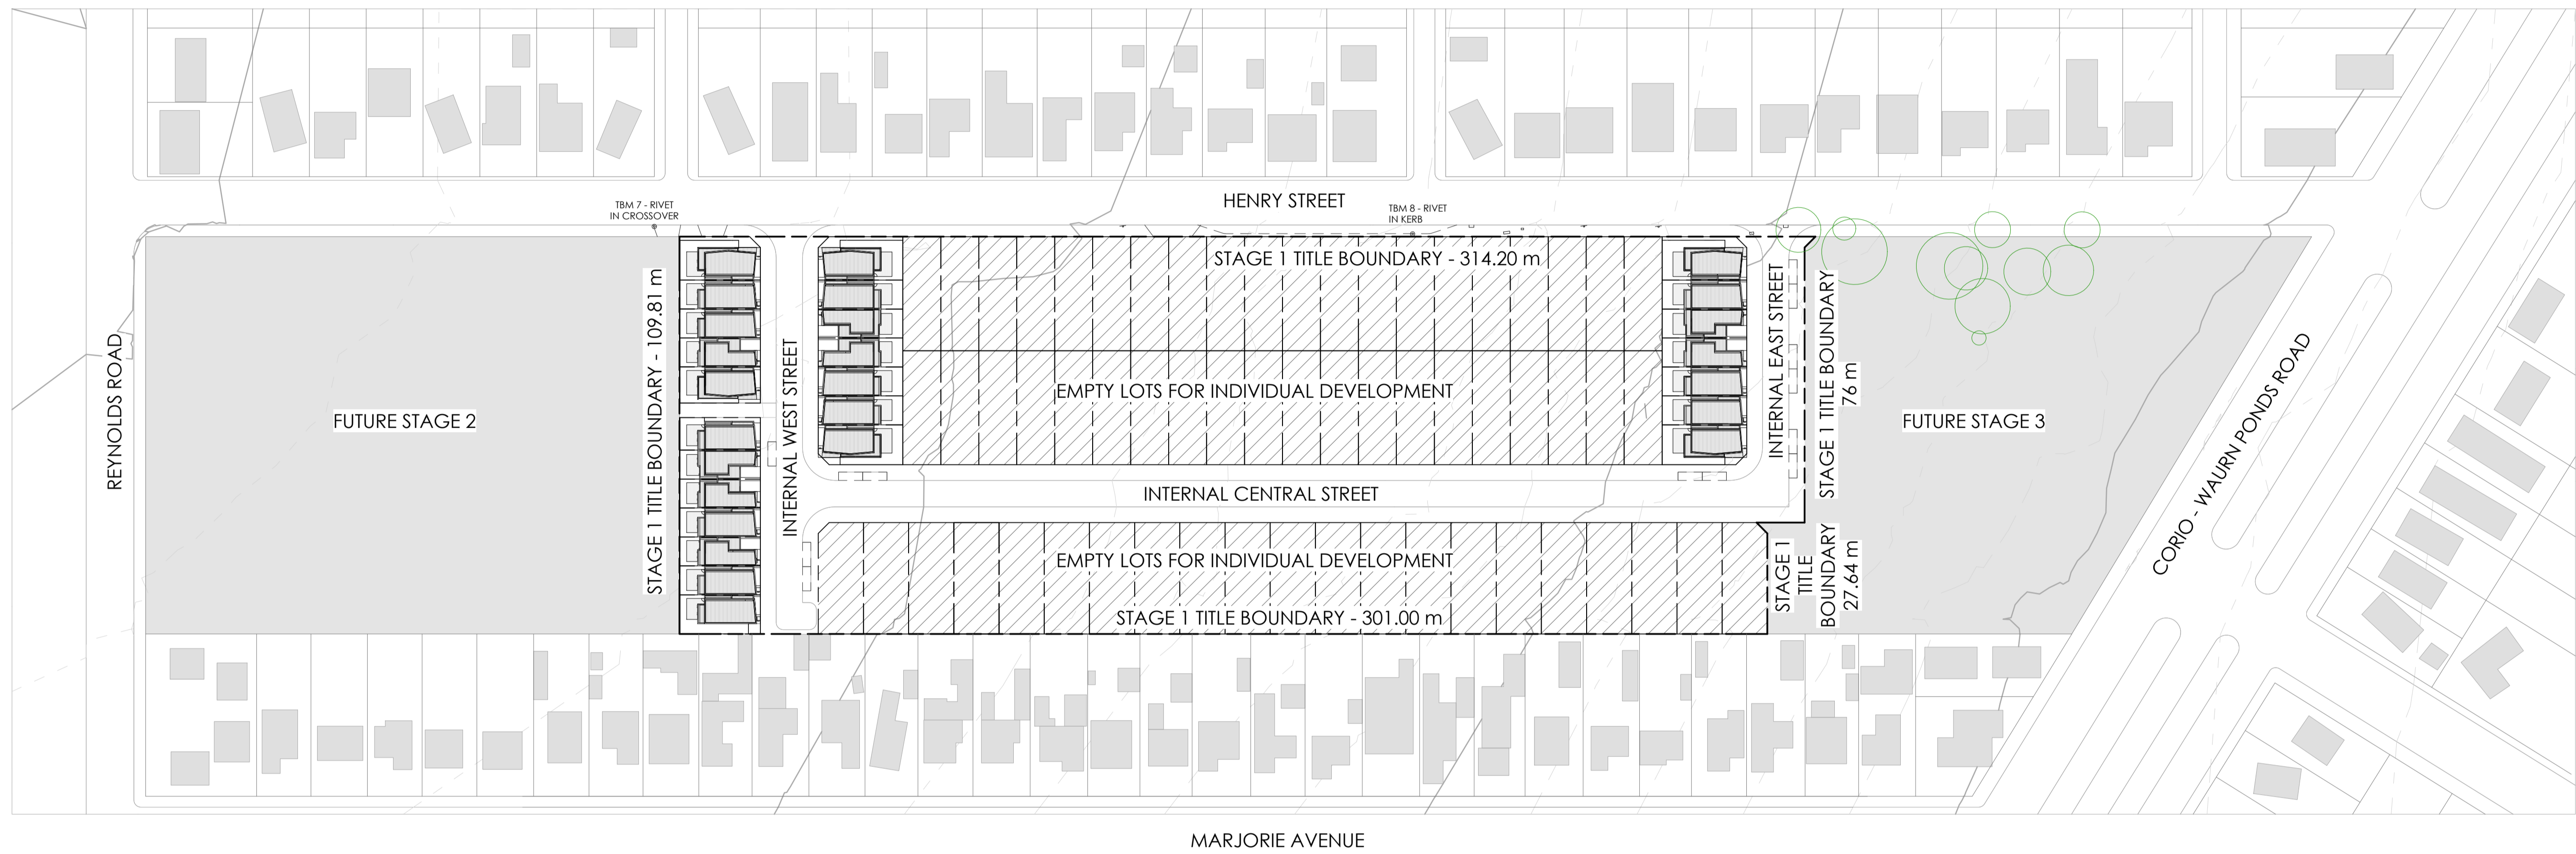 HENRY STREET
TBM 7 - RIVET
IN CROSSOVER
TBM 8 - RIVET
IN KERB
STAGE 1 TITLE BOUNDARY - 314.20 m
REYNOLDS ROAD
FUTURE STAGE 2
STAGE 1 TITLE BOUNDARY - 109.81 m
INTERNAL WEST STREET
EMPTY LOTS FOR INDIVIDUAL DEVELOPMENT
INTERNAL EAST STREET
STAGE 1 TITLE BOUNDARY
76 m
FUTURE STAGE 3
CORIO - WAURN PONDS ROAD
INTERNAL CENTRAL STREET
EMPTY LOTS FOR INDIVIDUAL DEVELOPMENT
STAGE 1 TITLE BOUNDARY - 301.00 m
STAGE 1
TITLE
BOUNDARY
27.64 m
MARJORIE AVENUE